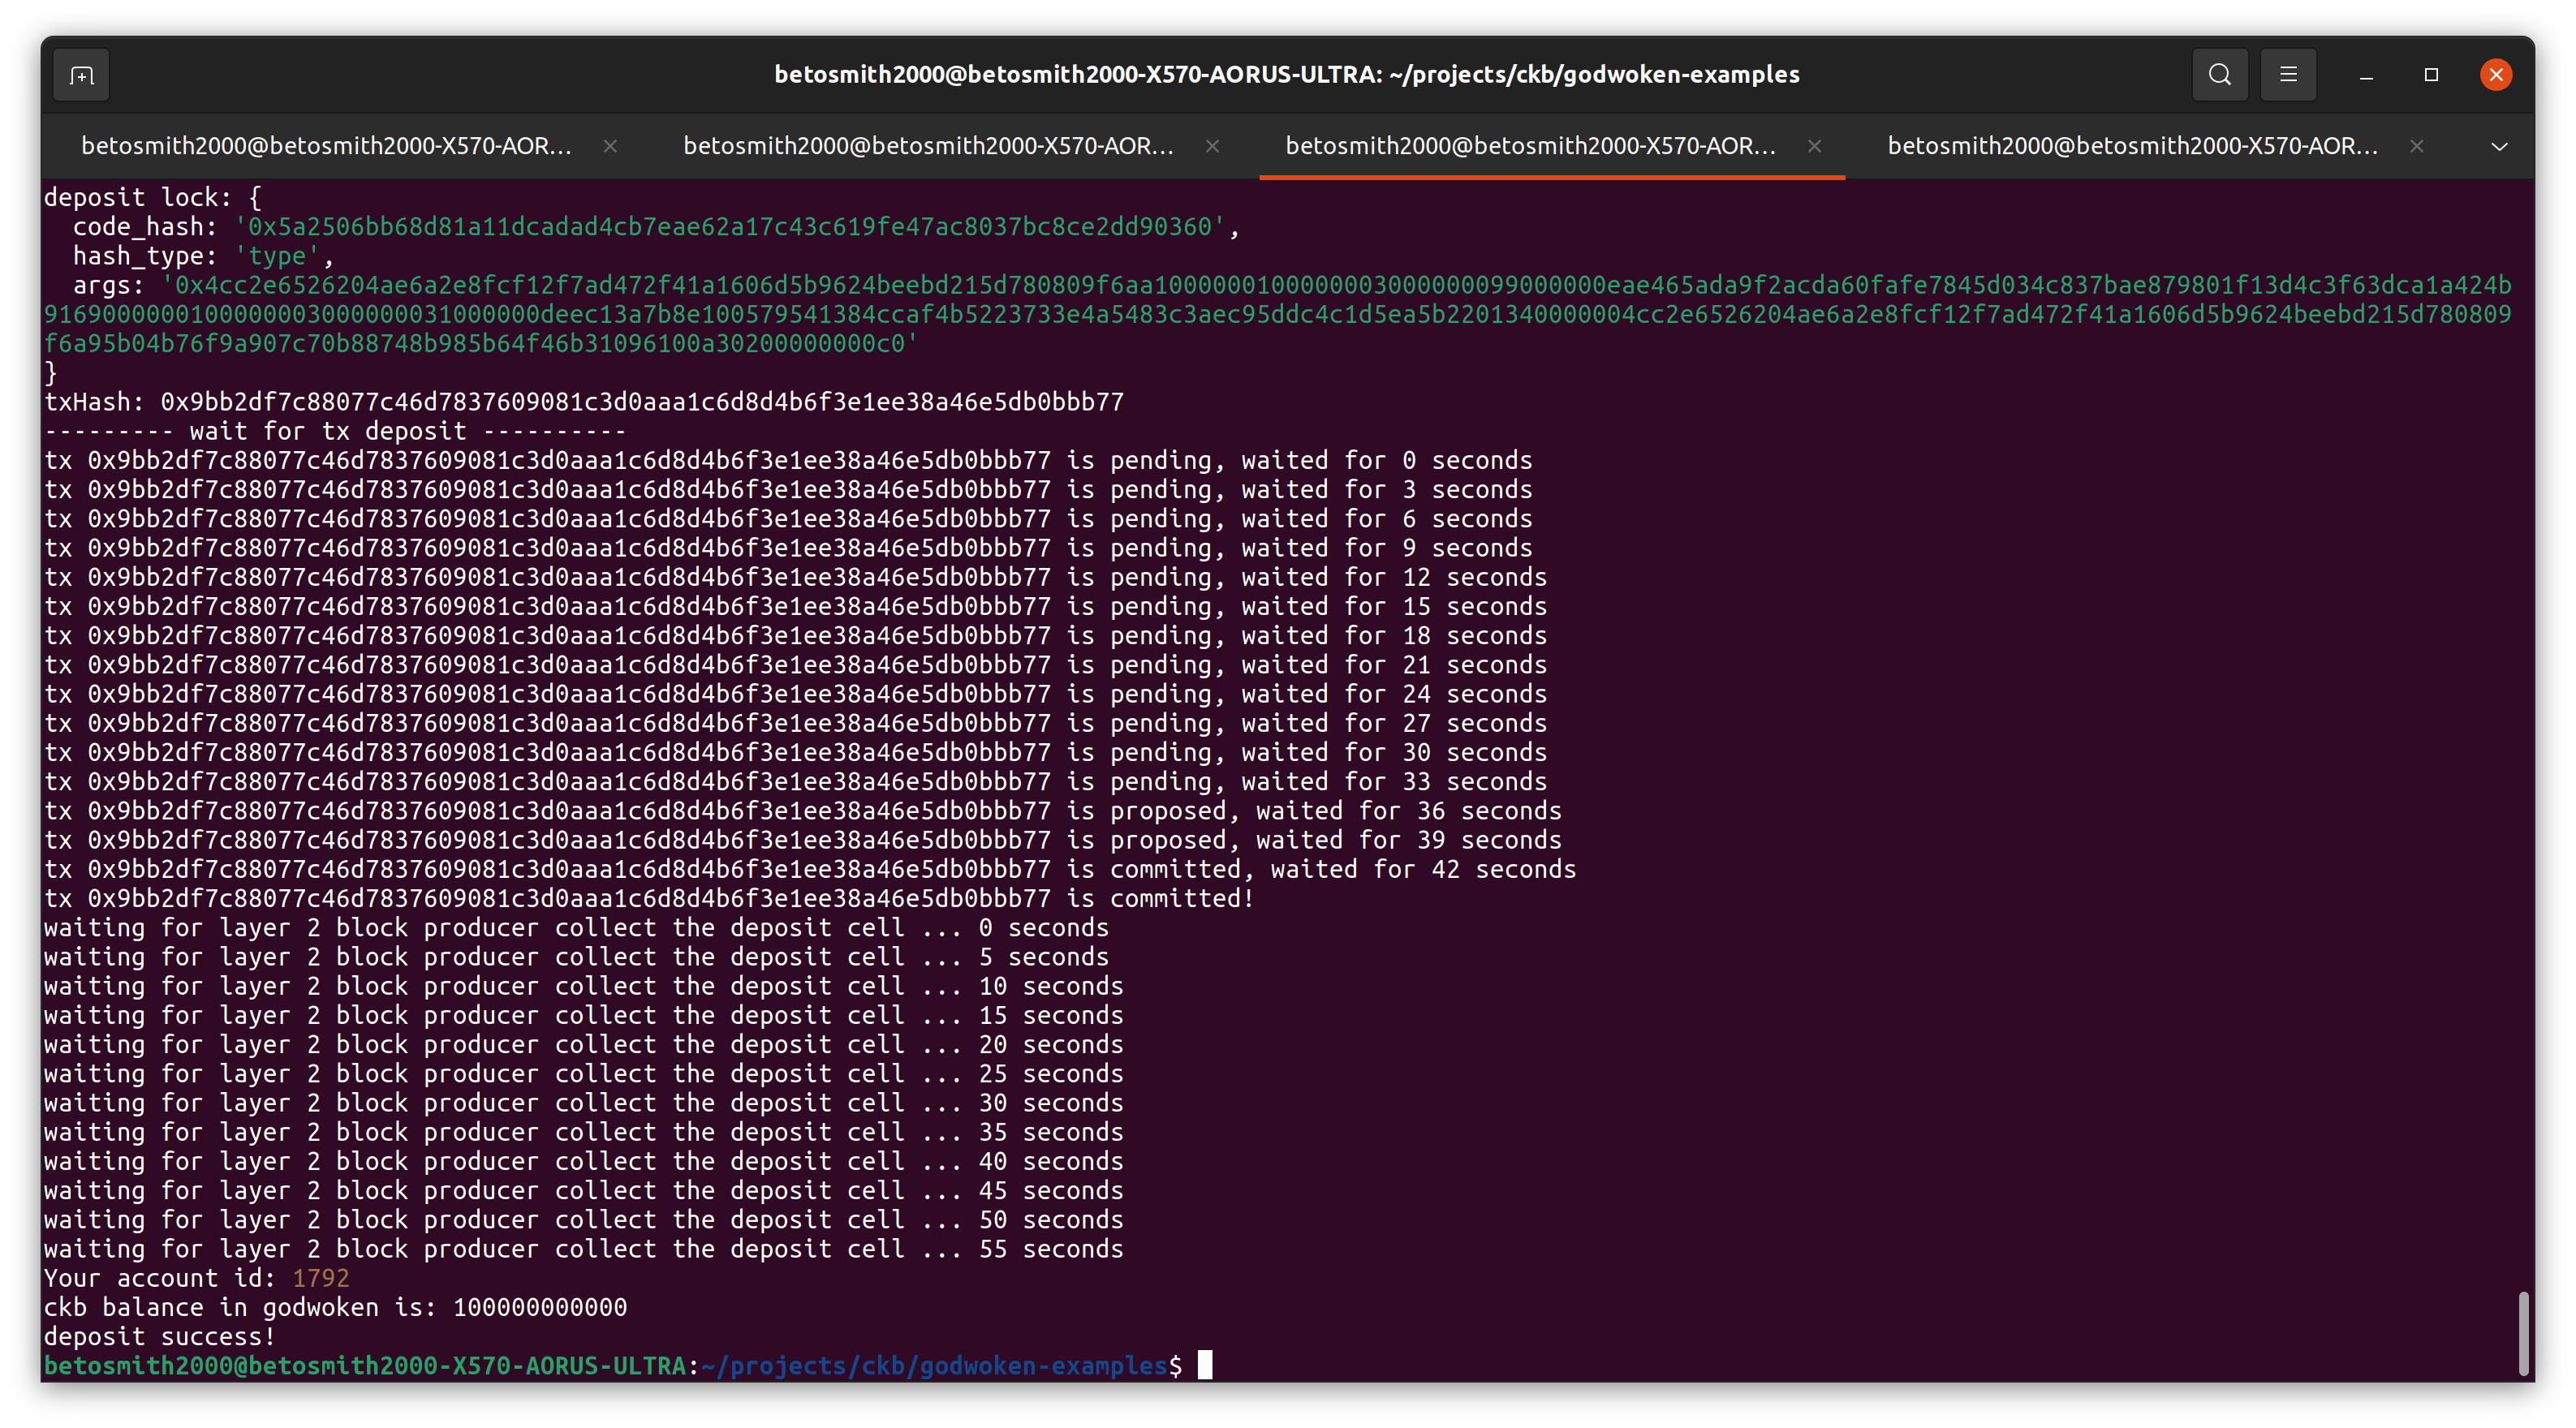 betosmith2000@betosmith2000-X570-AORUS-ULTRA: ~/projects/ckb/godwoken-examples
betosmith2000@betosmith2000-X570-AOR… betosmith2000@betosmith2000-X570-AOR… betosmith2000@betosmith2000-X570-AOR… betosmith2000@betosmith2000-X570-AOR…
deposit lock: {
  code_hash: '0x5a2506bb68d81a11dcadad4cb7eae62a17c43c619fe47ac8037bc8ce2dd90360',
  hash_type: 'type',
  args: '0x4cc2e6526204ae6a2e8fcf12f7ad472f41a1606d5b9624beebd215d780809f6aa10000001000000030000000099000000eae465ada9f2acda60fafe7845d034c837bae879801f13d4c3f63dca1a424b
9169000000010000000300000003100000​0deec13a7b8e100579541384ccaf4b5223733e4a5483c3aec95ddc4c1d5ea5b2201340000004cc2e6526204ae6a2e8fcf12f7ad472f41a1606d5b9624beebd215d780809
f6a95b04b76f9a907c70b88748b985b64f46b31096100a30200000000c0'
}
txHash: 0x9bb2df7c88077c46d7837609081c3d0aaa1c6d8d4b6f3e1ee38a46e5db0bbb77
--------- wait for tx deposit ----------
tx 0x9bb2df7c88077c46d7837609081c3d0aaa1c6d8d4b6f3e1ee38a46e5db0bbb77 is pending, waited for 0 seconds
tx 0x9bb2df7c88077c46d7837609081c3d0aaa1c6d8d4b6f3e1ee38a46e5db0bbb77 is pending, waited for 3 seconds
tx 0x9bb2df7c88077c46d7837609081c3d0aaa1c6d8d4b6f3e1ee38a46e5db0bbb77 is pending, waited for 6 seconds
tx 0x9bb2df7c88077c46d7837609081c3d0aaa1c6d8d4b6f3e1ee38a46e5db0bbb77 is pending, waited for 9 seconds
tx 0x9bb2df7c88077c46d7837609081c3d0aaa1c6d8d4b6f3e1ee38a46e5db0bbb77 is pending, waited for 12 seconds
tx 0x9bb2df7c88077c46d7837609081c3d0aaa1c6d8d4b6f3e1ee38a46e5db0bbb77 is pending, waited for 15 seconds
tx 0x9bb2df7c88077c46d7837609081c3d0aaa1c6d8d4b6f3e1ee38a46e5db0bbb77 is pending, waited for 18 seconds
tx 0x9bb2df7c88077c46d7837609081c3d0aaa1c6d8d4b6f3e1ee38a46e5db0bbb77 is pending, waited for 21 seconds
tx 0x9bb2df7c88077c46d7837609081c3d0aaa1c6d8d4b6f3e1ee38a46e5db0bbb77 is pending, waited for 24 seconds
tx 0x9bb2df7c88077c46d7837609081c3d0aaa1c6d8d4b6f3e1ee38a46e5db0bbb77 is pending, waited for 27 seconds
tx 0x9bb2df7c88077c46d7837609081c3d0aaa1c6d8d4b6f3e1ee38a46e5db0bbb77 is pending, waited for 30 seconds
tx 0x9bb2df7c88077c46d7837609081c3d0aaa1c6d8d4b6f3e1ee38a46e5db0bbb77 is pending, waited for 33 seconds
tx 0x9bb2df7c88077c46d7837609081c3d0aaa1c6d8d4b6f3e1ee38a46e5db0bbb77 is proposed, waited for 36 seconds
tx 0x9bb2df7c88077c46d7837609081c3d0aaa1c6d8d4b6f3e1ee38a46e5db0bbb77 is proposed, waited for 39 seconds
tx 0x9bb2df7c88077c46d7837609081c3d0aaa1c6d8d4b6f3e1ee38a46e5db0bbb77 is committed, waited for 42 seconds
tx 0x9bb2df7c88077c46d7837609081c3d0aaa1c6d8d4b6f3e1ee38a46e5db0bbb77 is committed!
waiting for layer 2 block producer collect the deposit cell ... 0 seconds
waiting for layer 2 block producer collect the deposit cell ... 5 seconds
waiting for layer 2 block producer collect the deposit cell ... 10 seconds
waiting for layer 2 block producer collect the deposit cell ... 15 seconds
waiting for layer 2 block producer collect the deposit cell ... 20 seconds
waiting for layer 2 block producer collect the deposit cell ... 25 seconds
waiting for layer 2 block producer collect the deposit cell ... 30 seconds
waiting for layer 2 block producer collect the deposit cell ... 35 seconds
waiting for layer 2 block producer collect the deposit cell ... 40 seconds
waiting for layer 2 block producer collect the deposit cell ... 45 seconds
waiting for layer 2 block producer collect the deposit cell ... 50 seconds
waiting for layer 2 block producer collect the deposit cell ... 55 seconds
Your account id: 1792
ckb balance in godwoken is: 100000000000
deposit success!
betosmith2000@betosmith2000-X570-AORUS-ULTRA:~/projects/ckb/godwoken-examples$